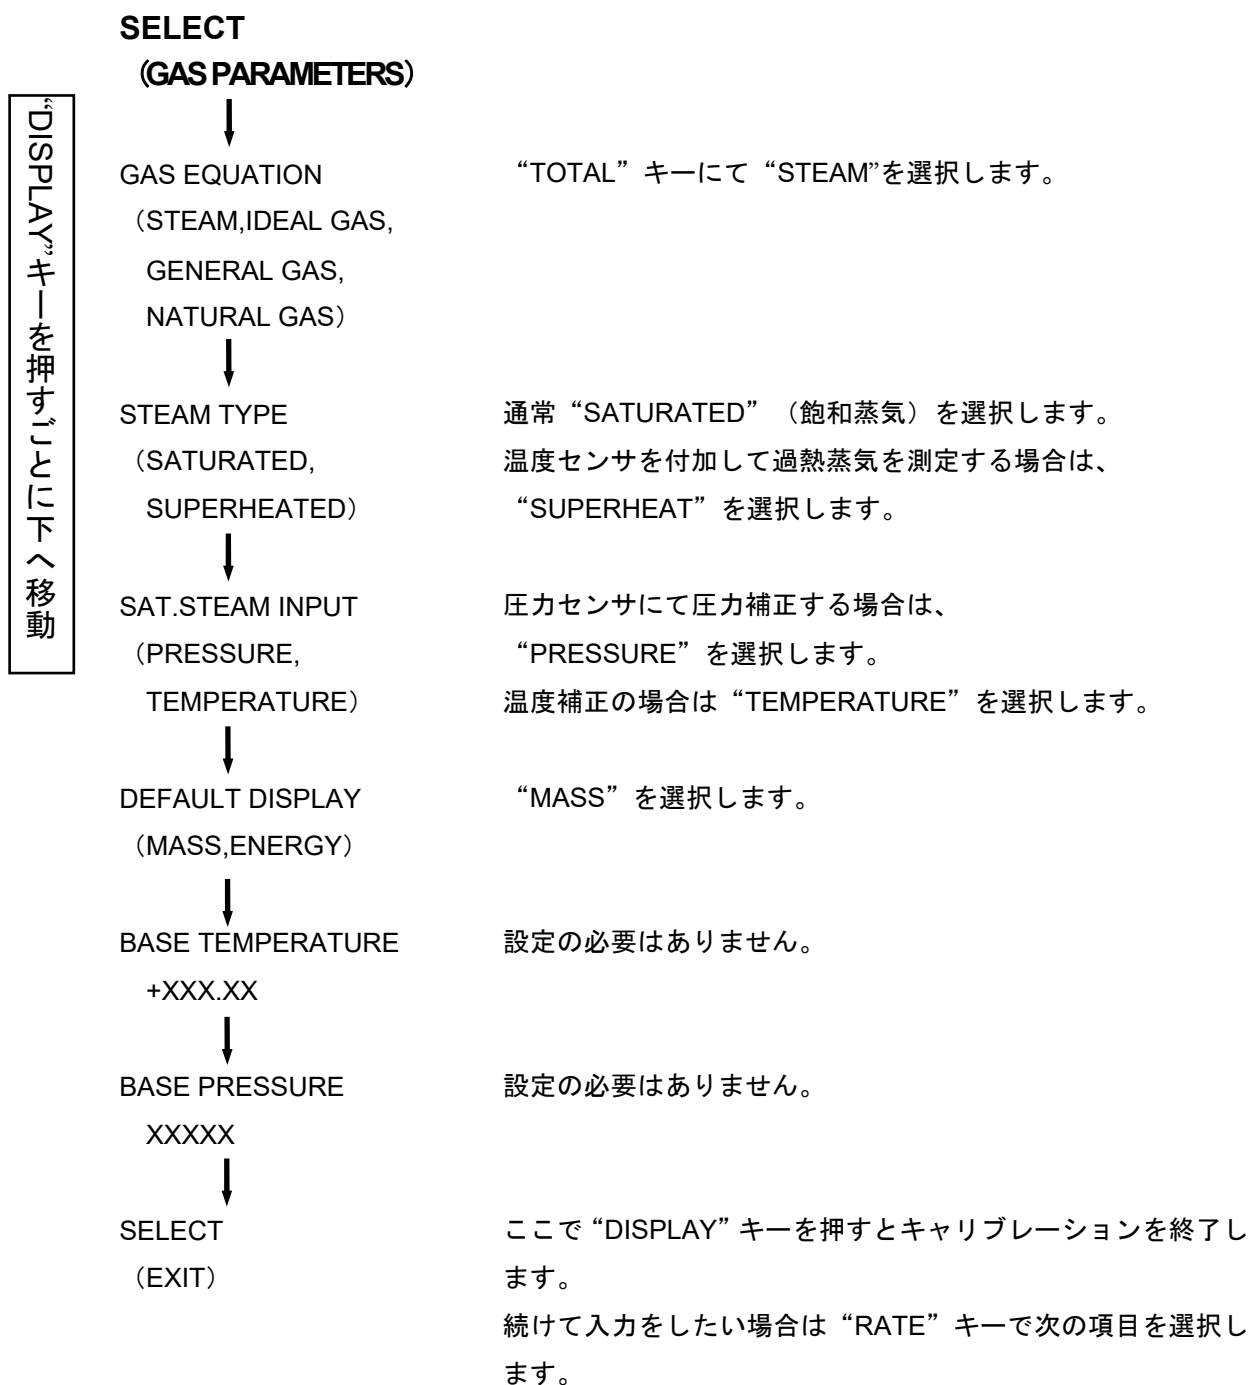 SELECT
（GAS PARAMETERS）
“DISPLAY”キーを押すごとに下へ移動
GAS EQUATION “TOTAL”キーにて“STEAM”を選択します。
（STEAM,IDEAL GAS,
GENERAL GAS,
NATURAL GAS）
STEAM TYPE 通常“SATURATED”（飽和蒸気）を選択します。
（SATURATED, 温度センサを付加して過熱蒸気を測定する場合は、
SUPERHEATED） “SUPERHEAT”を選択します。
SAT.STEAM INPUT 圧力センサにて圧力補正する場合は、
（PRESSURE, “PRESSURE”を選択します。
TEMPERATURE） 温度補正の場合は“TEMPERATURE”を選択します。
DEFAULT DISPLAY “MASS”を選択します。
（MASS,ENERGY）
BASE TEMPERATURE 設定の必要はありません。
+XXX.XX
BASE PRESSURE 設定の必要はありません。
XXXXX
SELECT ここで“DISPLAY”キーを押すとキャリブレーションを終了し
（EXIT） ます。
続けて入力をしたい場合は“RATE”キーで次の項目を選択し
ます。